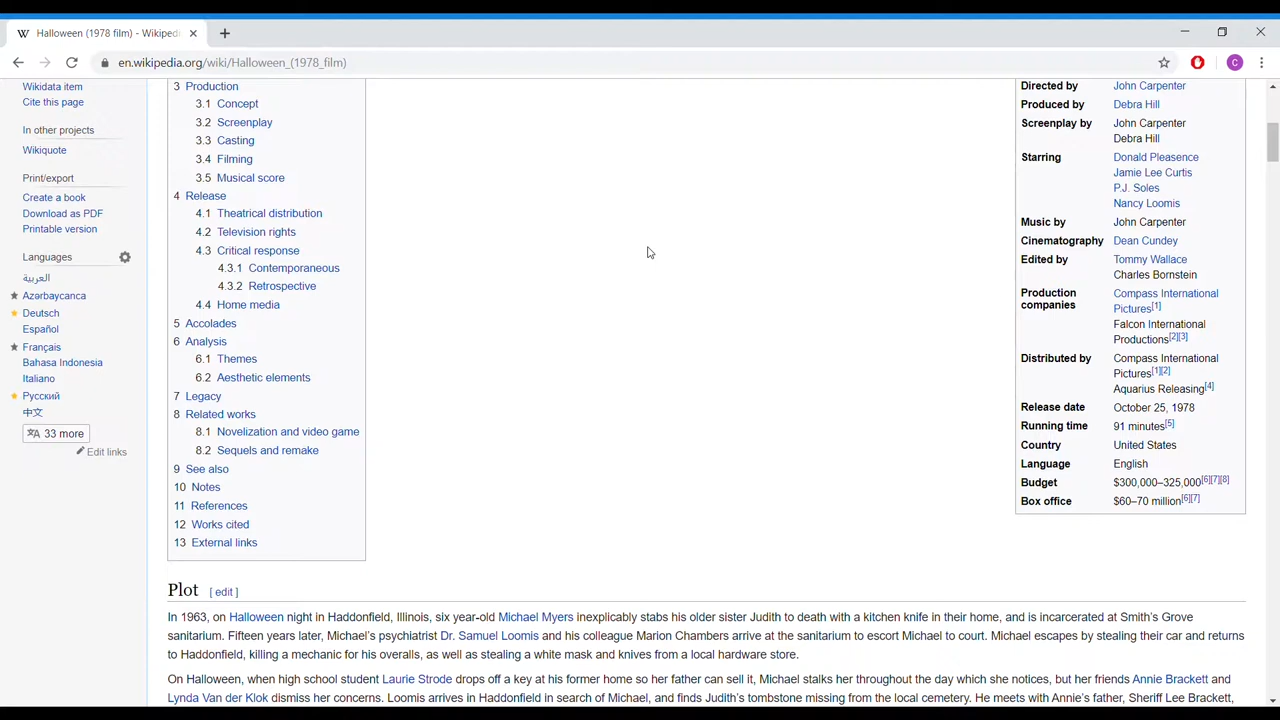 W Halloween (1978 film) - Wikiped
en.wikipedia.org/wiki/Halloween_(1978_film)
C
Wikidata item
Cite this page
In other projects
Wikiquote
Print/export
Create a book
Download as PDF
Printable version
Languages
العربية
Azərbaycanca
Deutsch
Español
Français
Bahasa Indonesia
Italiano
Русский
中文
33 more
Edit links
3 Production
3.1 Concept
3.2 Screenplay
3.3 Casting
3.4 Filming
3.5 Musical score
4 Release
4.1 Theatrical distribution
4.2 Television rights
4.3 Critical response
4.3.1 Contemporaneous
4.3.2 Retrospective
4.4 Home media
5 Accolades
6 Analysis
6.1 Themes
6.2 Aesthetic elements
7 Legacy
8 Related works
8.1 Novelization and video game
8.2 Sequels and remake
9 See also
10 Notes
11 References
12 Works cited
13 External links
Directed by John Carpenter
Produced by Debra Hill
Screenplay by John Carpenter
Debra Hill
Starring Donald Pleasence
Jamie Lee Curtis
P.J. Soles
Nancy Loomis
Music by John Carpenter
Cinematography Dean Cundey
Edited by Tommy Wallace
Charles Bornstein
Production companies Compass International
Pictures[1]
Falcon International
Productions[2][3]
Distributed by Compass International
Pictures[1][2]
Aquarius Releasing[4]
Release date October 25, 1978
Running time 91 minutes[5]
Country United States
Language English
Budget $300,000–325,000[6][7][8]
Box office $60–70 million[6][7]
Plot [ edit ]
In 1963, on Halloween night in Haddonfield, Illinois, six year-old Michael Myers inexplicably stabs his older sister Judith to death with a kitchen knife in their home, and is incarcerated at Smith's Grove
sanitarium. Fifteen years later, Michael's psychiatrist Dr. Samuel Loomis and his colleague Marion Chambers arrive at the sanitarium to escort Michael to court. Michael escapes by stealing their car and returns
to Haddonfield, killing a mechanic for his overalls, as well as stealing a white mask and knives from a local hardware store.
On Halloween, when high school student Laurie Strode drops off a key at his former home so her father can sell it, Michael stalks her throughout the day which she notices, but her friends Annie Brackett and
Lynda Van der Klok dismiss her concerns. Loomis arrives in Haddonfield in search of Michael, and finds Judith's tombstone missing from the local cemetery. He meets with Annie's father, Sheriff Lee Brackett,